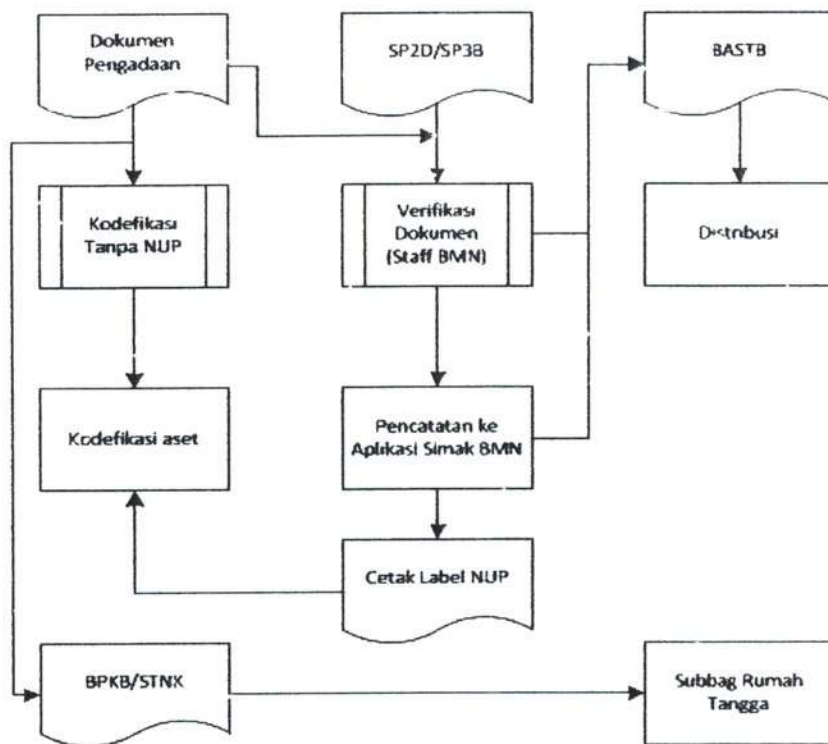 Dokumen
Pengadaan
SP2D/SP3B
BASTB
Kodefikasi
Tanpa NUP
Verifikasi
Dokumen
(Staff BMN)
Distribusi
Kodefikasi aset
Pencatatan ke
Aplikasi Simak BMN
Cetak Label NUP
BPKB/STNX
Subbag Rumah
Tangga